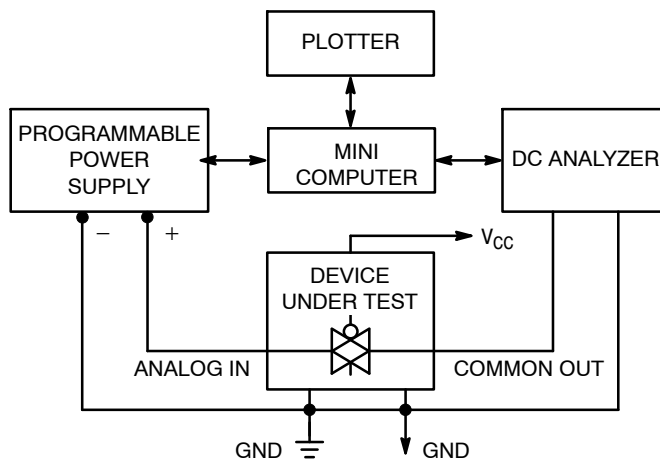 PLOTTER
PROGRAMMABLE
POWER
SUPPLY
MINI
COMPUTER
DC ANALYZER
− +
VCC
DEVICE
UNDER TEST
ANALOG IN
COMMON OUT
GND
GND